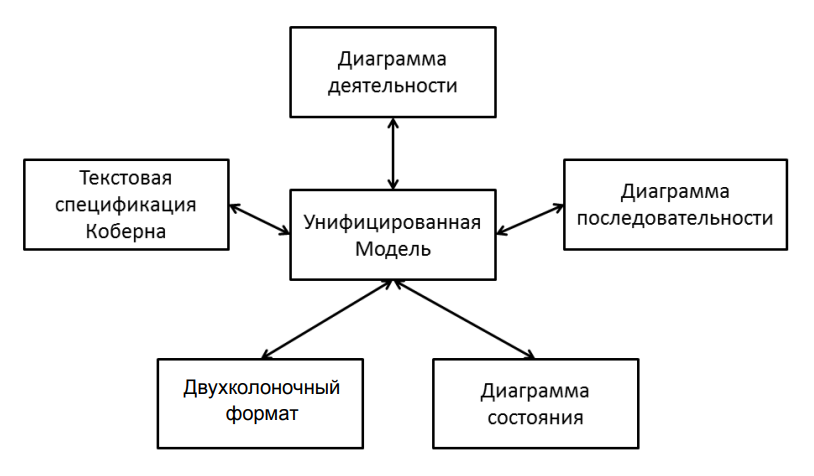 Диаграмма
деятельности
Текстовая
спецификация
Коберна
Унифицированная
Модель
Диаграмма
последовательности
Двухколоночный
формат
Диаграмма
состояния